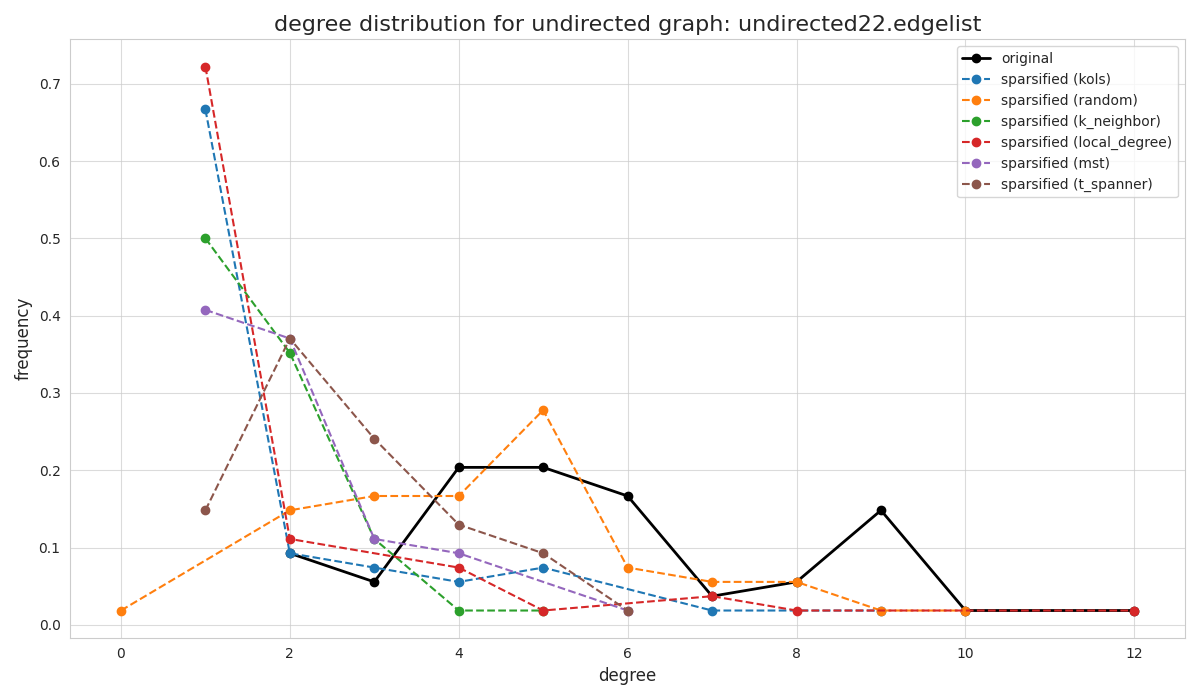 degree distribution for undirected graph: undirected22.edgelist
original
sparsified (kols)
sparsified (random)
sparsified (k_neighbor)
sparsified (local_degree)
sparsified (mst)
sparsified (t_spanner)
frequency
0.7
0.6
0.5
0.4
0.3
0.2
0.1
0.0
0 2 4 6 8 10 12
degree